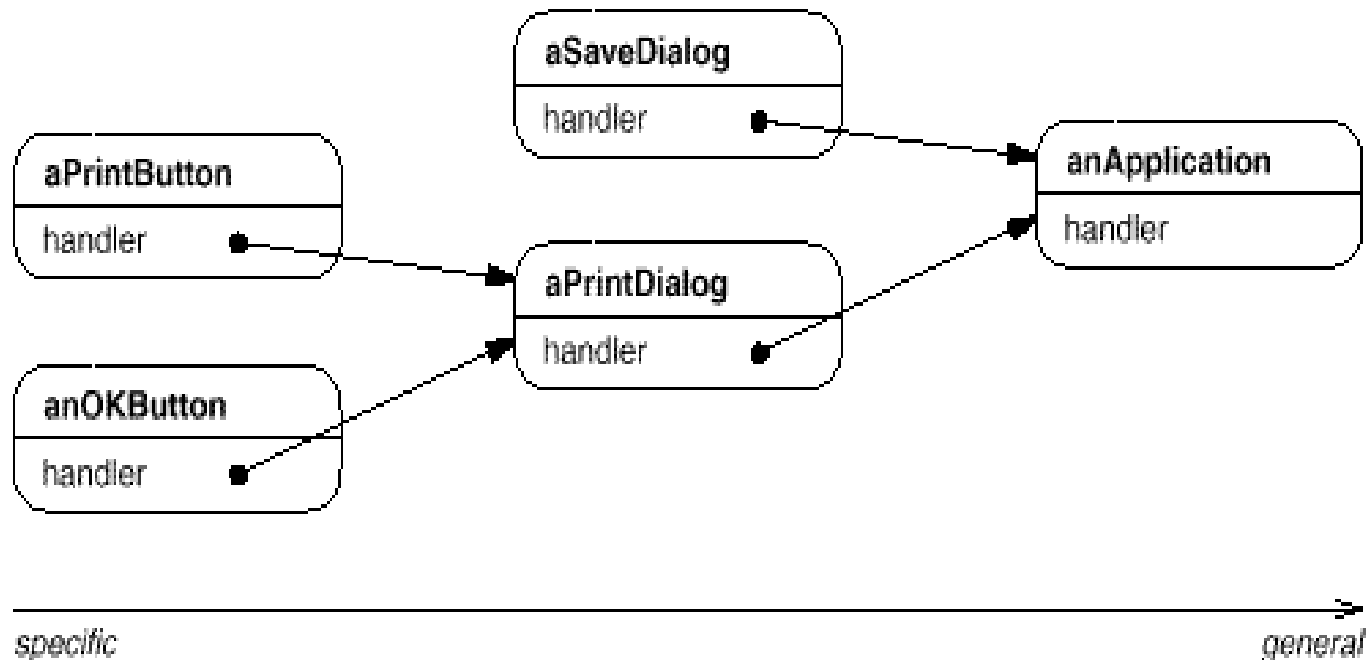 aSaveDialog
handler
aPrintButton
handler
anApplication
handler
aPrintDialog
handler
anOKButton
handler
specific
general